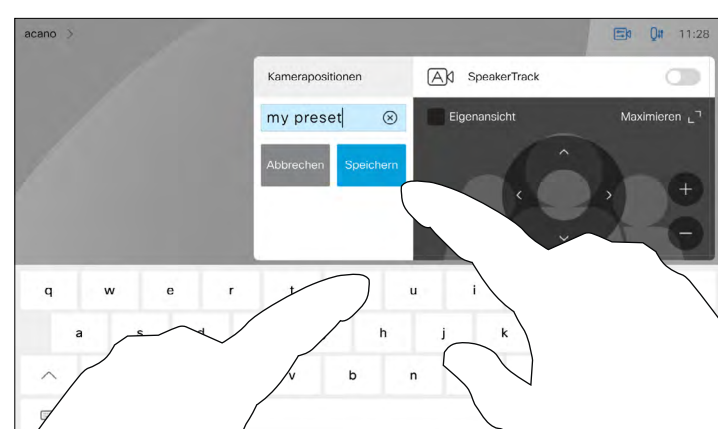 acano >
11:28
Kamerapositionen
SpeakerTrack
my preset
Eigenansicht
Maximieren
Abbrechen
Speichern
q w e r t u i
a s d h j k
v b n